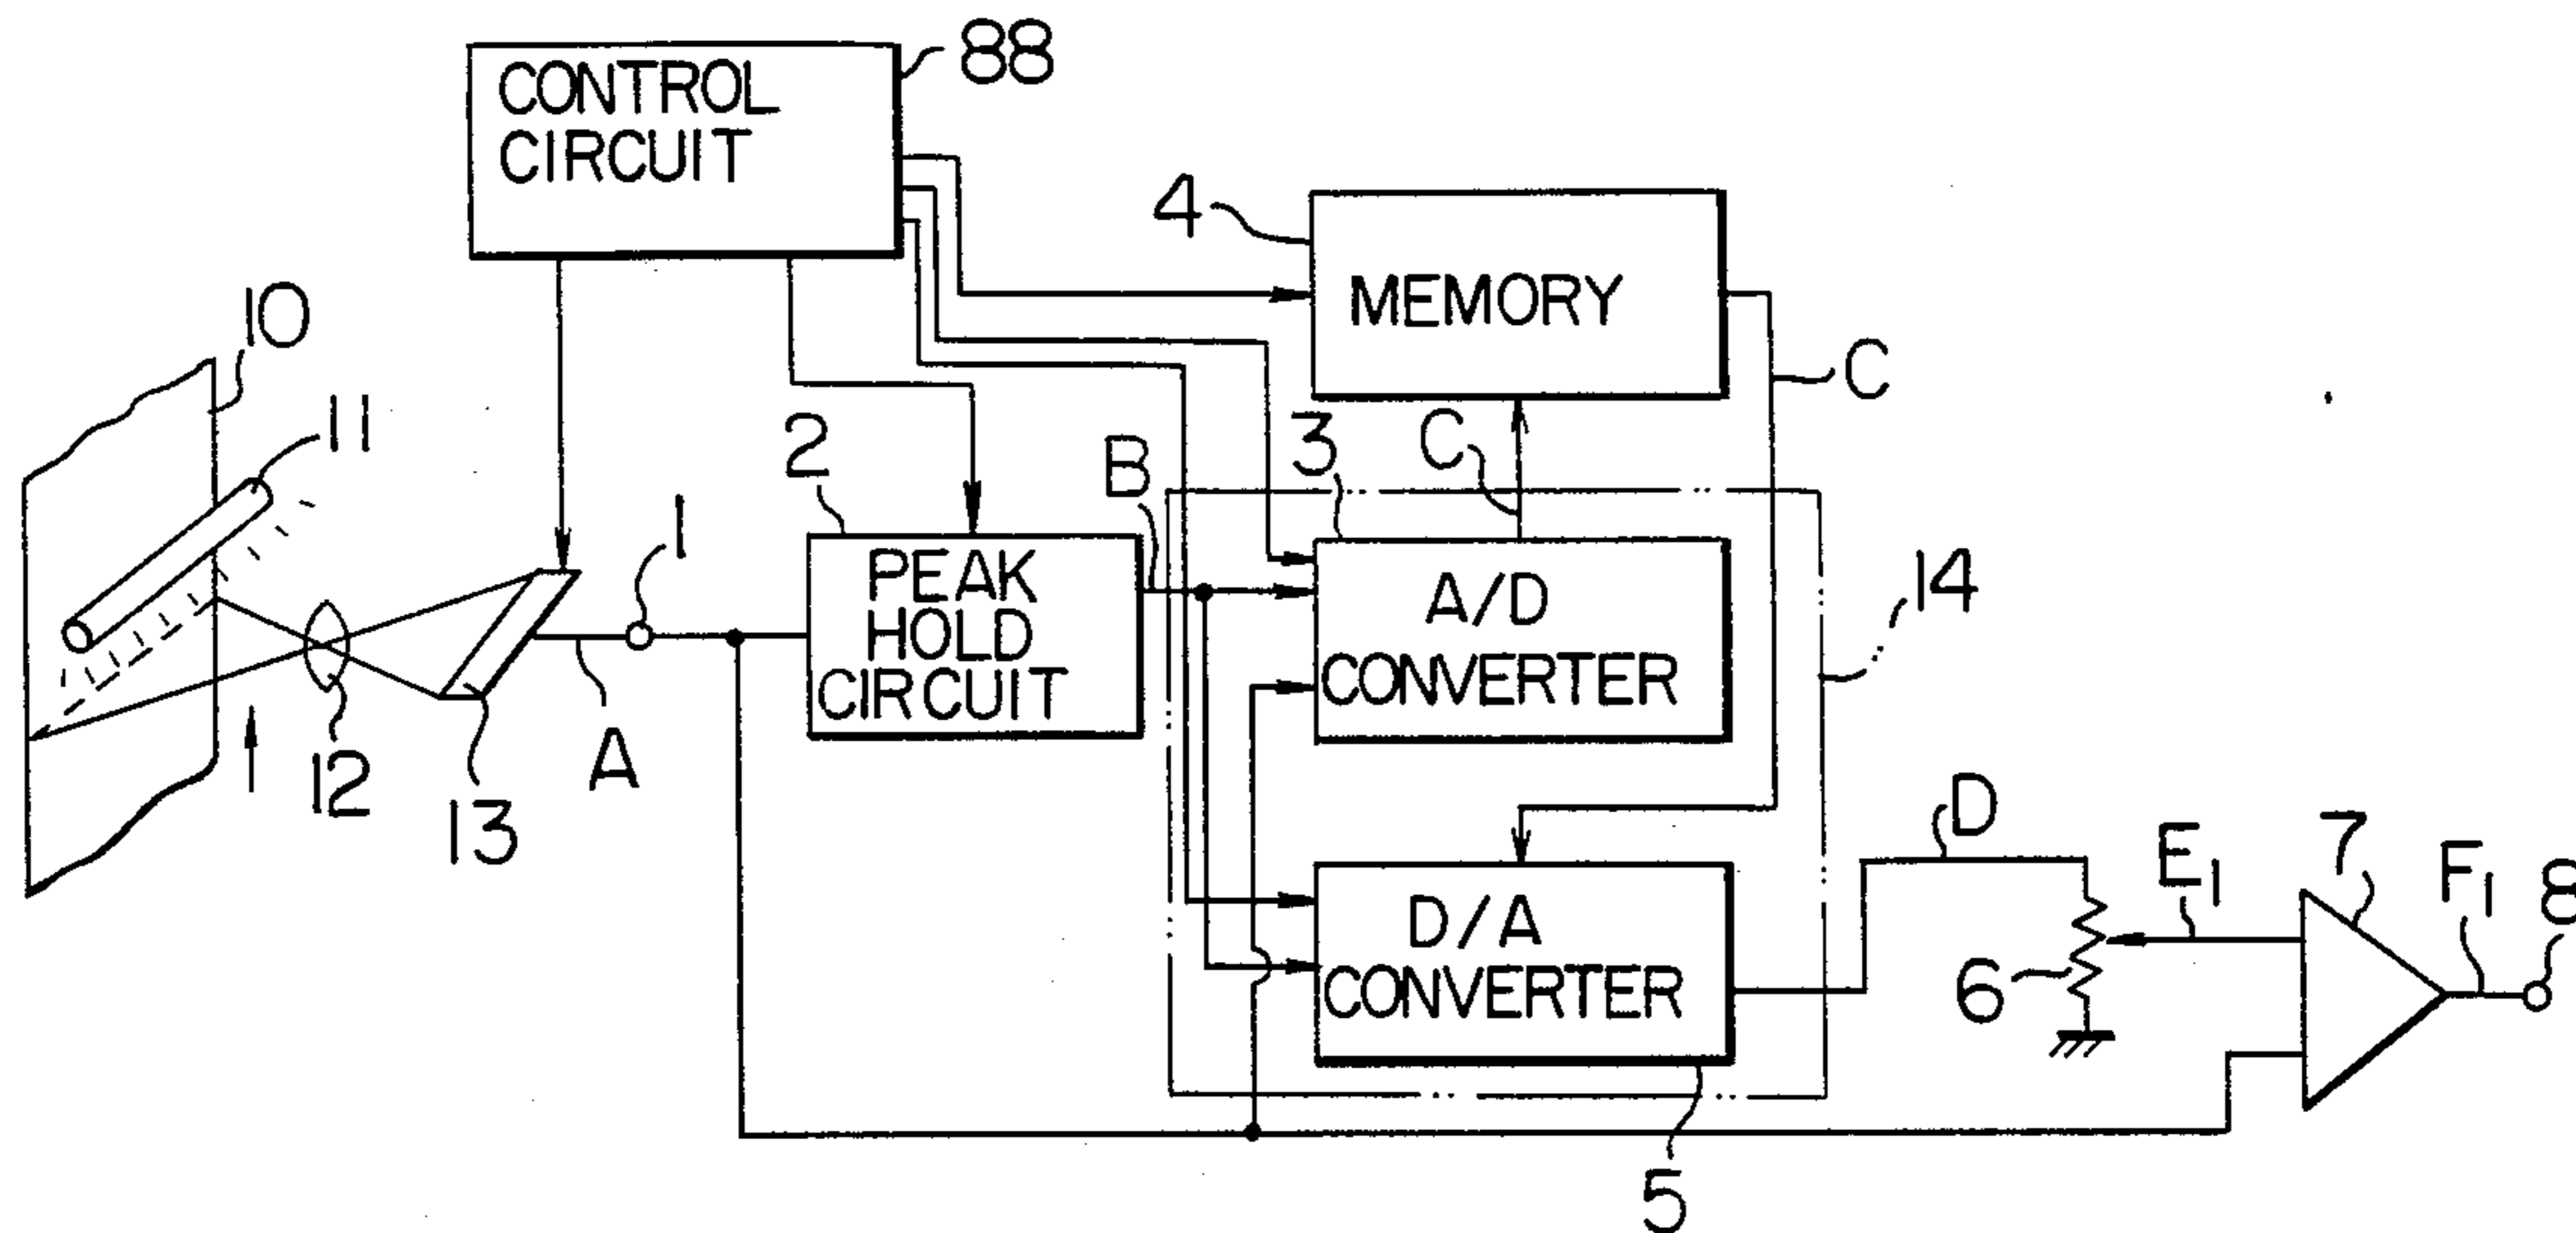 CONTROL
CIRCUIT
88
4
MEMORY
C
10
11
2
B
3
C
1
PEAK
HOLD
CIRCUIT
A/D
CONVERTER
14
A
12
13
D
E1
7
F1
8
D/A
CONVERTER
6
5